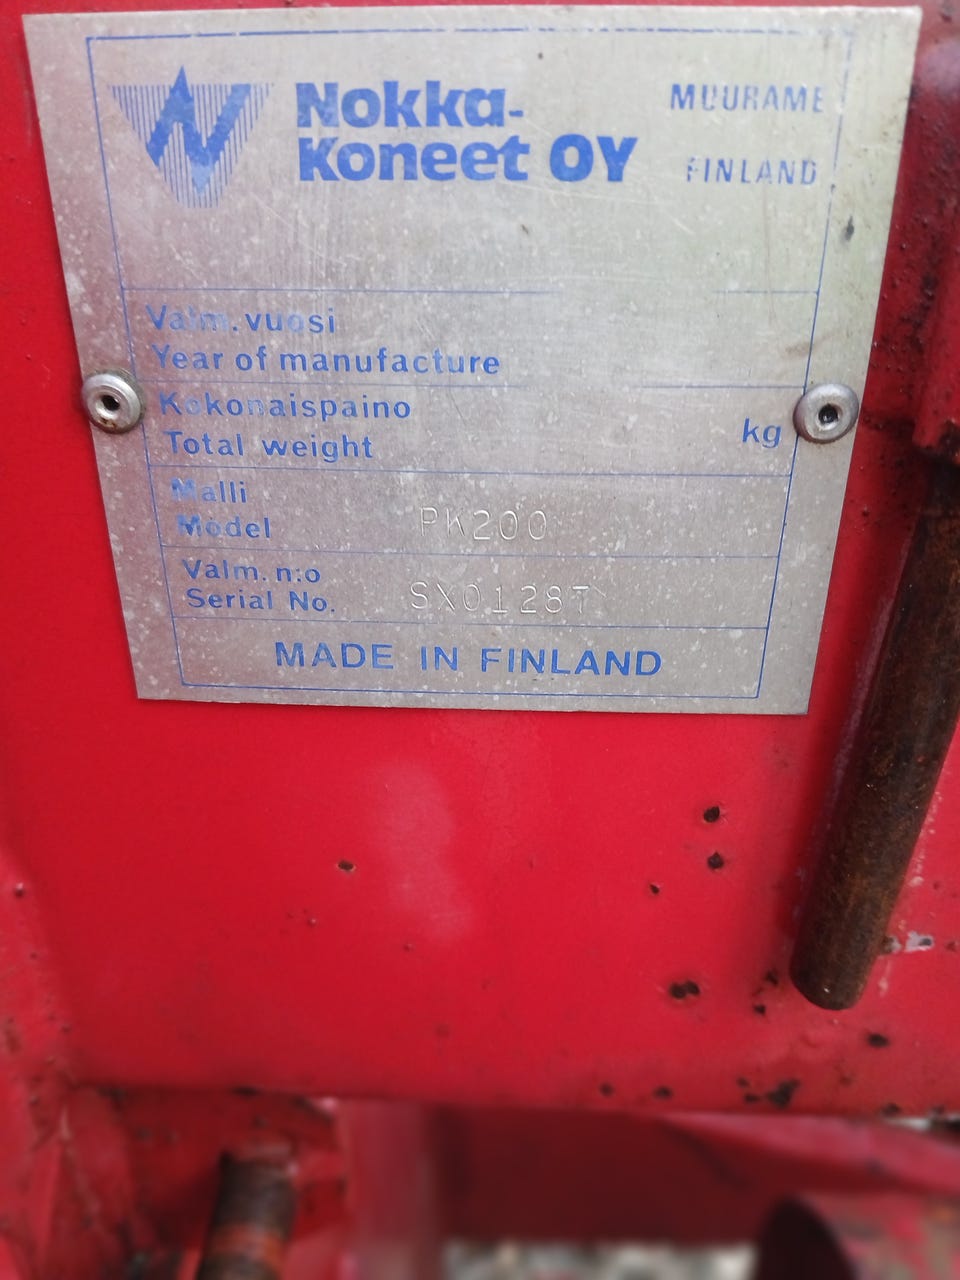 Nokka-
Koneet OY
MUURAME
FINLAND
Valm. vuosi
Year of manufacture
Kokonaispaino
Total weight kg
Malli
Model PK200
Valm. n:o
Serial No. SX01287
MADE IN FINLAND